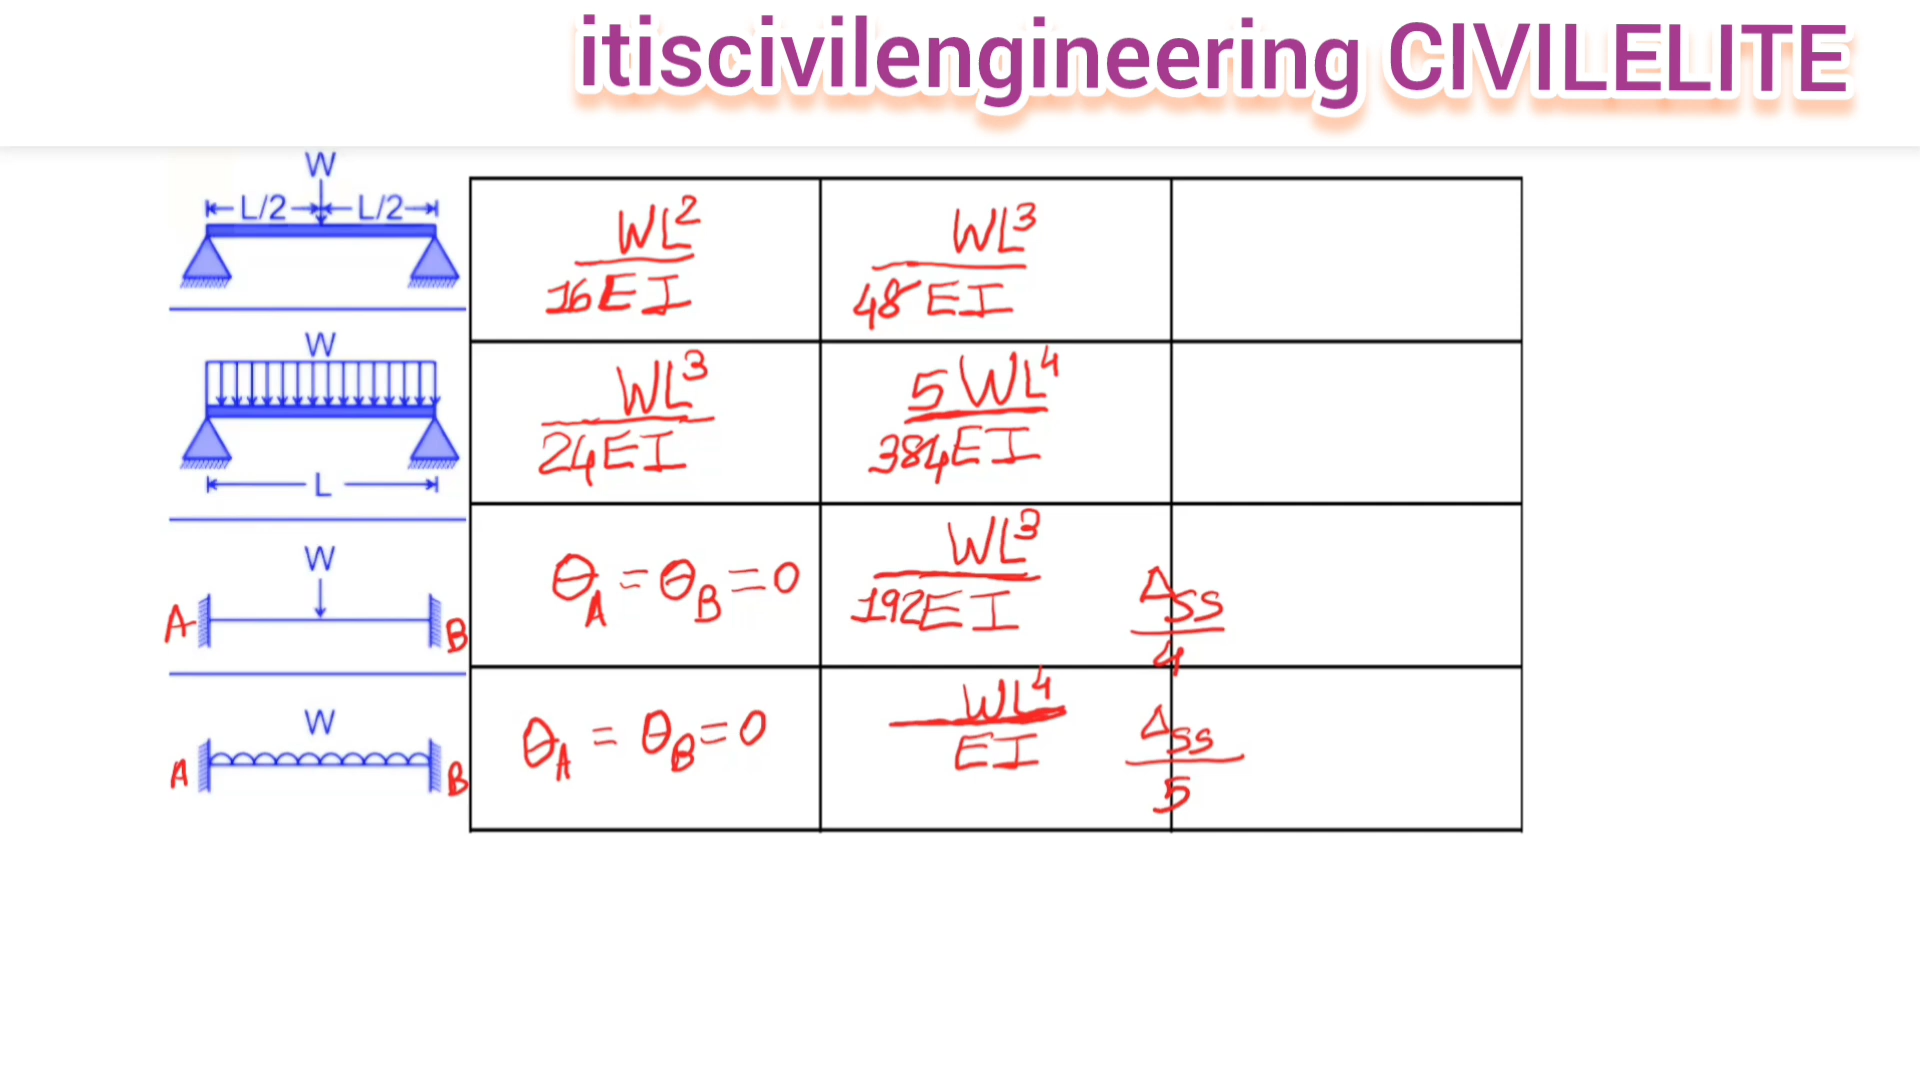 itiscivilengineering CIVILELITE
W
L/2 L/2
WL²
16EI
WL³
48EI
W
L
WL³
24EI
5WL⁴
384EI
W
A B
θA = θB = 0
WL³
192EI
Δss
4
W
A B
θA = θB = 0
WL⁴
EI
Δss
5